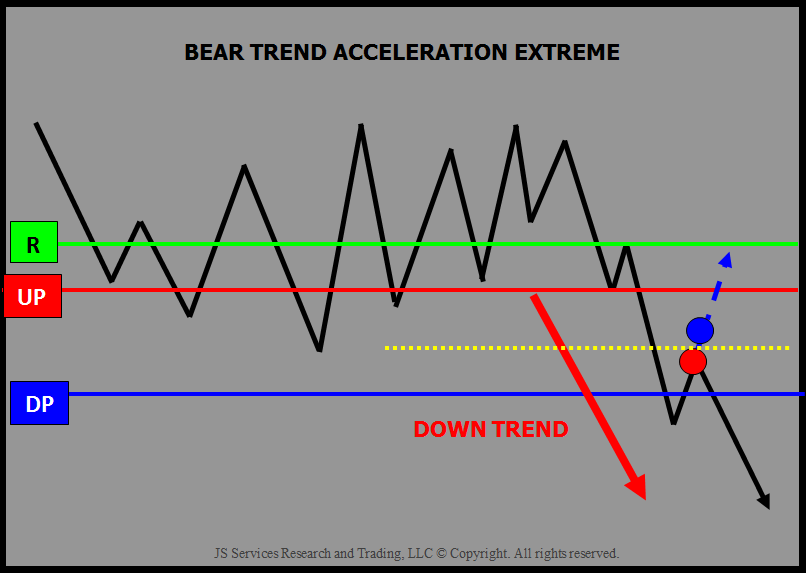 BEAR TREND ACCELERATION EXTREME
R
UP
DP
DOWN TREND
JS Services Research and Trading, LLC © Copyright. All rights reserved.